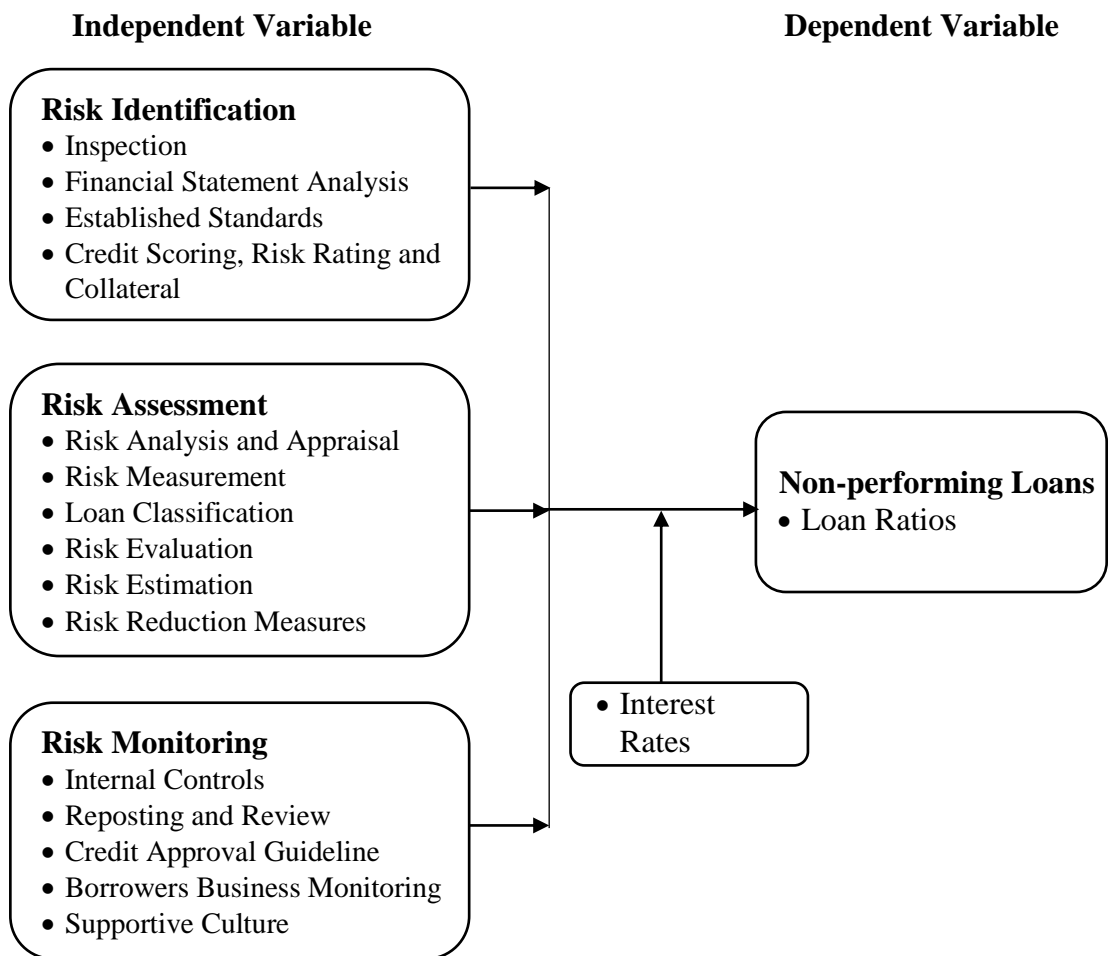 Independent Variable
Dependent Variable
Risk Identification
• Inspection
• Financial Statement Analysis
• Established Standards
• Credit Scoring, Risk Rating and
Collateral
Risk Assessment
• Risk Analysis and Appraisal
• Risk Measurement
• Loan Classification
• Risk Evaluation
• Risk Estimation
• Risk Reduction Measures
Non-performing Loans
• Loan Ratios
• Interest
Rates
Risk Monitoring
• Internal Controls
• Reposting and Review
• Credit Approval Guideline
• Borrowers Business Monitoring
• Supportive Culture